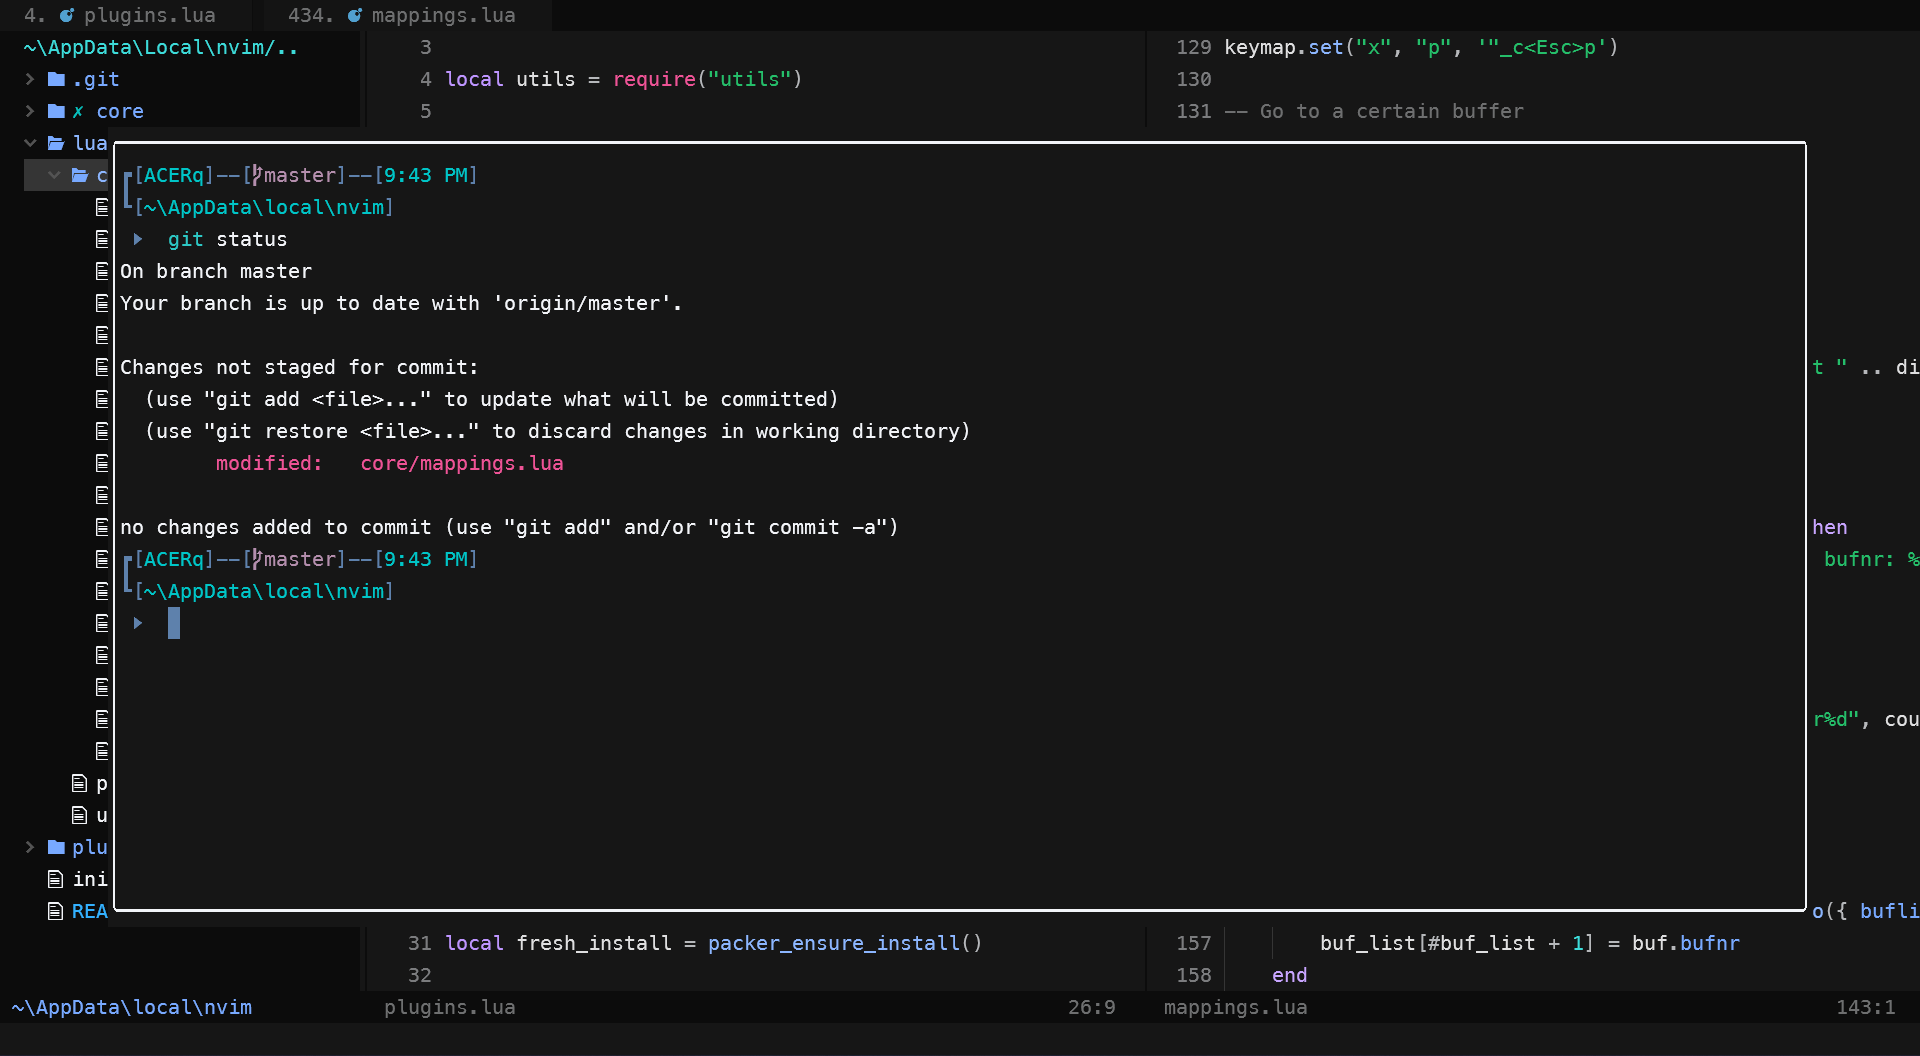 4. plugins.lua 434. mappings.lua
~\AppData\Local\nvim/..
.git
✗ core
lua
c
p
u
plu
ini
REA
3
4 local utils = require("utils")
5
129 keymap.set("x", "p", '"_c<Esc>p')
130
131 -- Go to a certain buffer
[ACERq]--[master]--[9:43 PM]
[~\AppData\local\nvim]
git status
On branch master
Your branch is up to date with 'origin/master'.
Changes not staged for commit:
(use "git add <file>..." to update what will be committed)
(use "git restore <file>..." to discard changes in working directory)
modified:   core/mappings.lua
no changes added to commit (use "git add" and/or "git commit -a")
[ACERq]--[master]--[9:43 PM]
[~\AppData\local\nvim]
t " .. di
hen
bufnr: %
r%d", cou
o({ bufli
31 local fresh_install = packer_ensure_install()
32
157 buf_list[#buf_list + 1] = buf.bufnr
158 end
~\AppData\local\nvim plugins.lua 26:9 mappings.lua 143:1